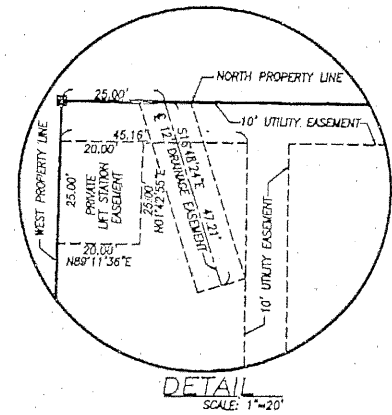 25.00'
NORTH PROPERTY LINE
10' UTILITY EASEMENT
45.16'
20.00'
WEST PROPERTY LINE
25.00'
PRIVATE
LIFT STATION
EASEMENT
25.00'
N01°42'55"E
℄ 12' DRAINAGE EASEMENT
S16°48'24"E
47.21'
10' UTILITY EASEMENT
20.00'
N89°11'36"E
DETAIL
SCALE: 1"=20'